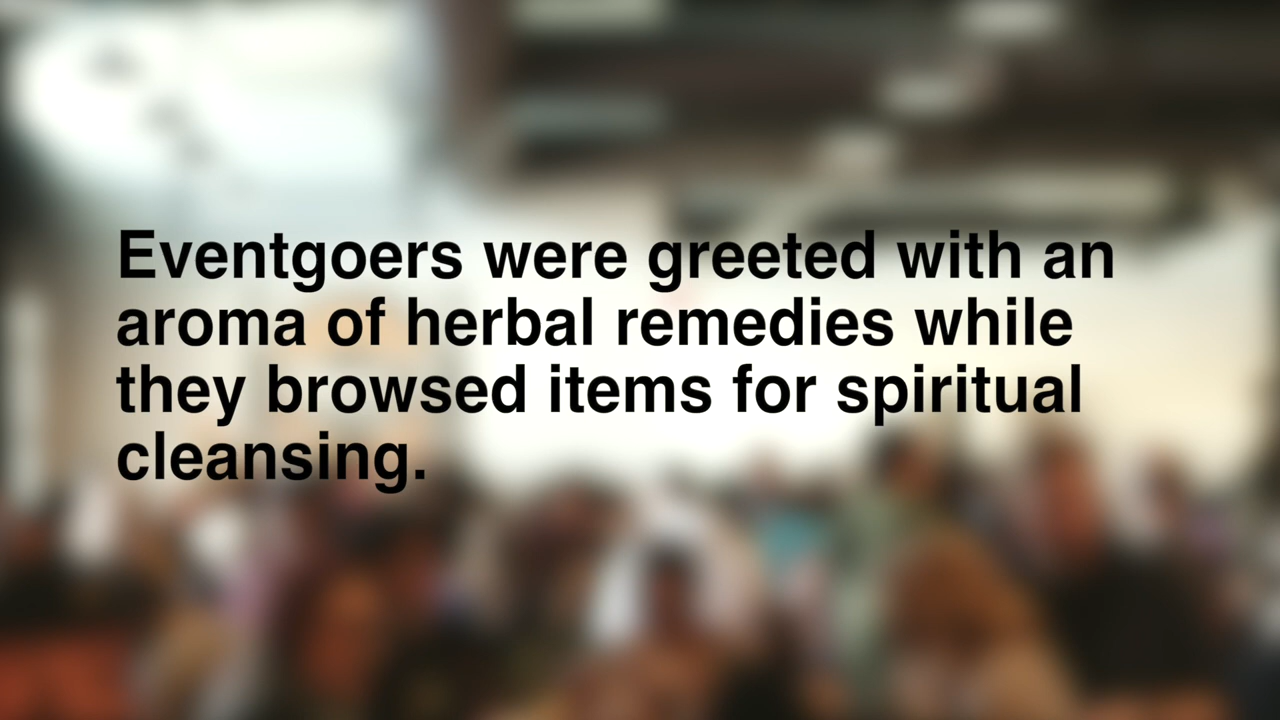 Eventgoers were greeted with an
aroma of herbal remedies while
they browsed items for spiritual
cleansing.